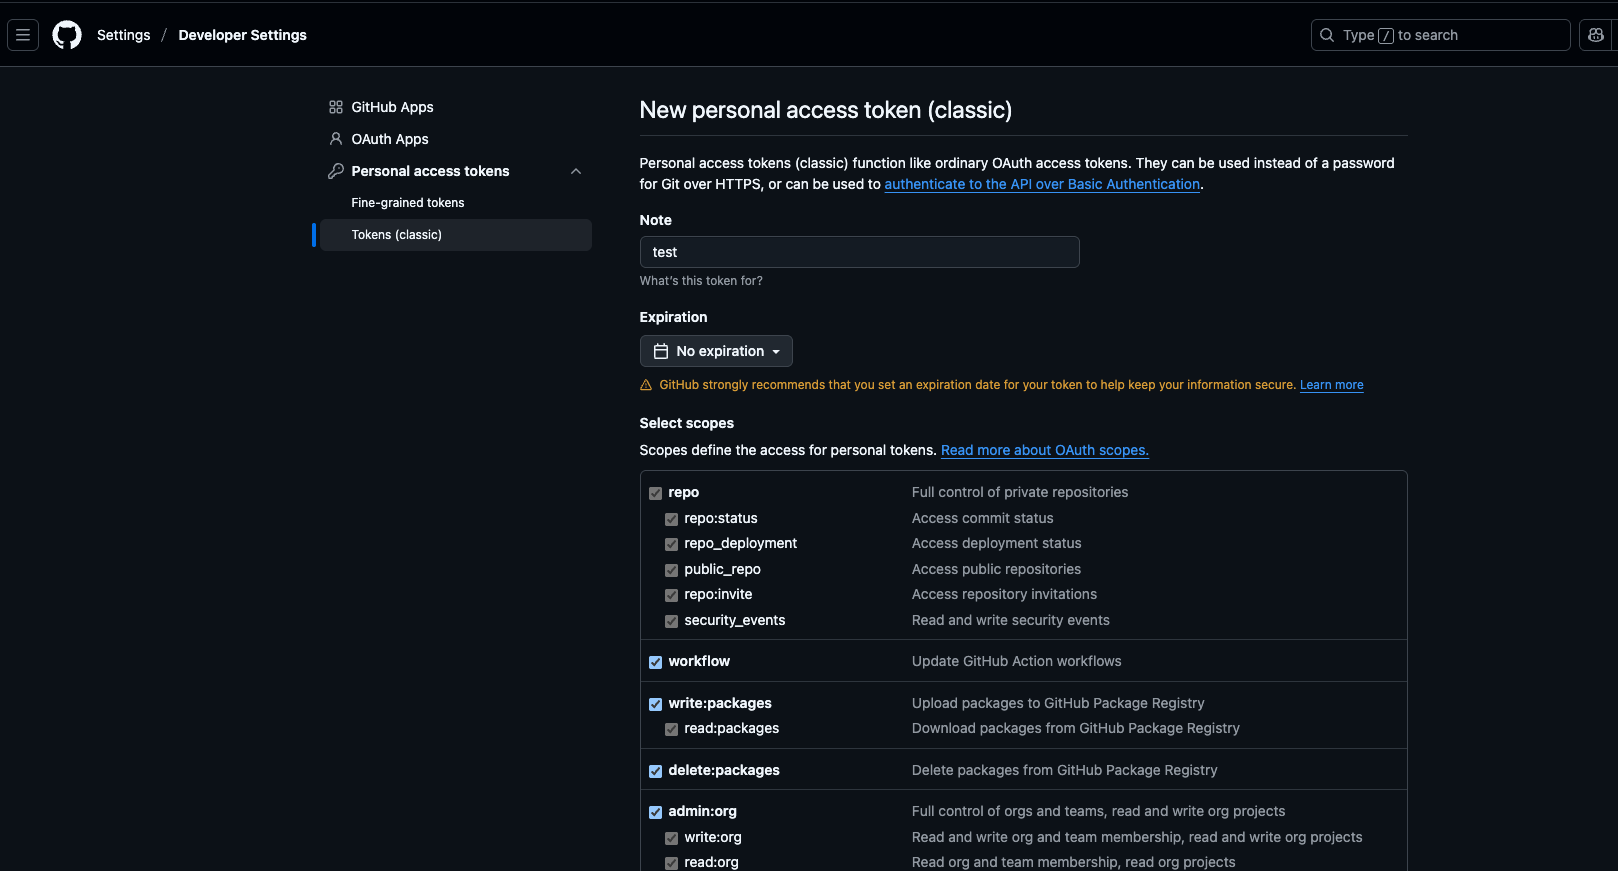 Settings / Developer Settings
Type / to search
GitHub Apps
OAuth Apps
Personal access tokens
Fine-grained tokens
Tokens (classic)
New personal access token (classic)
Personal access tokens (classic) function like ordinary OAuth access tokens. They can be used instead of a password
for Git over HTTPS, or can be used to authenticate to the API over Basic Authentication.
Note
test
What's this token for?
Expiration
No expiration
GitHub strongly recommends that you set an expiration date for your token to help keep your information secure. Learn more
Select scopes
Scopes define the access for personal tokens. Read more about OAuth scopes.
repo Full control of private repositories
repo:status Access commit status
repo_deployment Access deployment status
public_repo Access public repositories
repo:invite Access repository invitations
security_events Read and write security events
workflow Update GitHub Action workflows
write:packages Upload packages to GitHub Package Registry
read:packages Download packages from GitHub Package Registry
delete:packages Delete packages from GitHub Package Registry
admin:org Full control of orgs and teams, read and write org projects
write:org Read and write org and team membership, read and write org projects
read:org Read org and team membership, read org projects